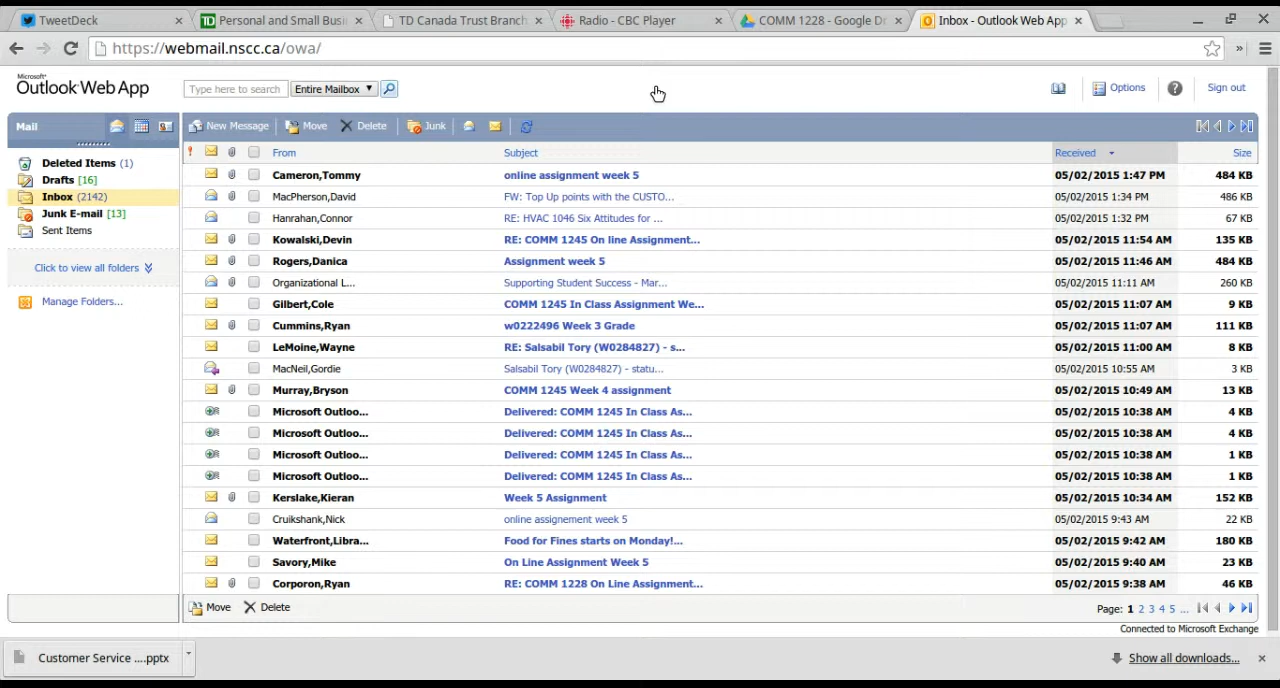 TweetDeck × TD Personal and Small Busi × TD Canada Trust Branch × Radio - CBC Player × COMM 1228 - Google Dr × Inbox - Outlook Web App ×
https://webmail.nscc.ca/owa/ »
Microsoft
Outlook Web App Type here to search Entire Mailbox Options Sign out
Mail New Message Move Delete Junk
From Subject Received Size
Deleted Items (1)
Drafts [16]
Inbox (2142)
Junk E-mail [13]
Sent Items
Click to view all folders
Manage Folders...
Cameron,Tommy online assignment week 5 05/02/2015 1:47 PM 484 KB
MacPherson,David FW: Top Up points with the CUSTO... 05/02/2015 1:34 PM 486 KB
Hanrahan,Connor RE: HVAC 1046 Six Attitudes for ... 05/02/2015 1:32 PM 67 KB
Kowalski,Devin RE: COMM 1245 On line Assignment... 05/02/2015 11:54 AM 135 KB
Rogers,Danica Assignment week 5 05/02/2015 11:46 AM 484 KB
Organizational L... Supporting Student Success - Mar... 05/02/2015 11:11 AM 260 KB
Gilbert,Cole COMM 1245 In Class Assignment We... 05/02/2015 11:07 AM 9 KB
Cummins,Ryan w0222496 Week 3 Grade 05/02/2015 11:07 AM 111 KB
LeMoine,Wayne RE: Salsabil Tory (W0284827) - s... 05/02/2015 11:00 AM 8 KB
MacNeil,Gordie Salsabil Tory (W0284827) - statu... 05/02/2015 10:55 AM 3 KB
Murray,Bryson COMM 1245 Week 4 assignment 05/02/2015 10:49 AM 13 KB
Microsoft Outloo... Delivered: COMM 1245 In Class As... 05/02/2015 10:38 AM 4 KB
Microsoft Outloo... Delivered: COMM 1245 In Class As... 05/02/2015 10:38 AM 4 KB
Microsoft Outloo... Delivered: COMM 1245 In Class As... 05/02/2015 10:38 AM 1 KB
Microsoft Outloo... Delivered: COMM 1245 In Class As... 05/02/2015 10:38 AM 1 KB
Kerslake,Kieran Week 5 Assignment 05/02/2015 10:34 AM 152 KB
Cruikshank,Nick online assignement week 5 05/02/2015 9:43 AM 22 KB
Waterfront,Libra... Food for Fines starts on Monday!... 05/02/2015 9:42 AM 180 KB
Savory,Mike On Line Assignment Week 5 05/02/2015 9:40 AM 23 KB
Corporon,Ryan RE: COMM 1228 On Line Assignment... 05/02/2015 9:38 AM 46 KB
Move Delete Page: 1 2 3 4 5 ...
Connected to Microsoft Exchange
Customer Service ....pptx Show all downloads... ×